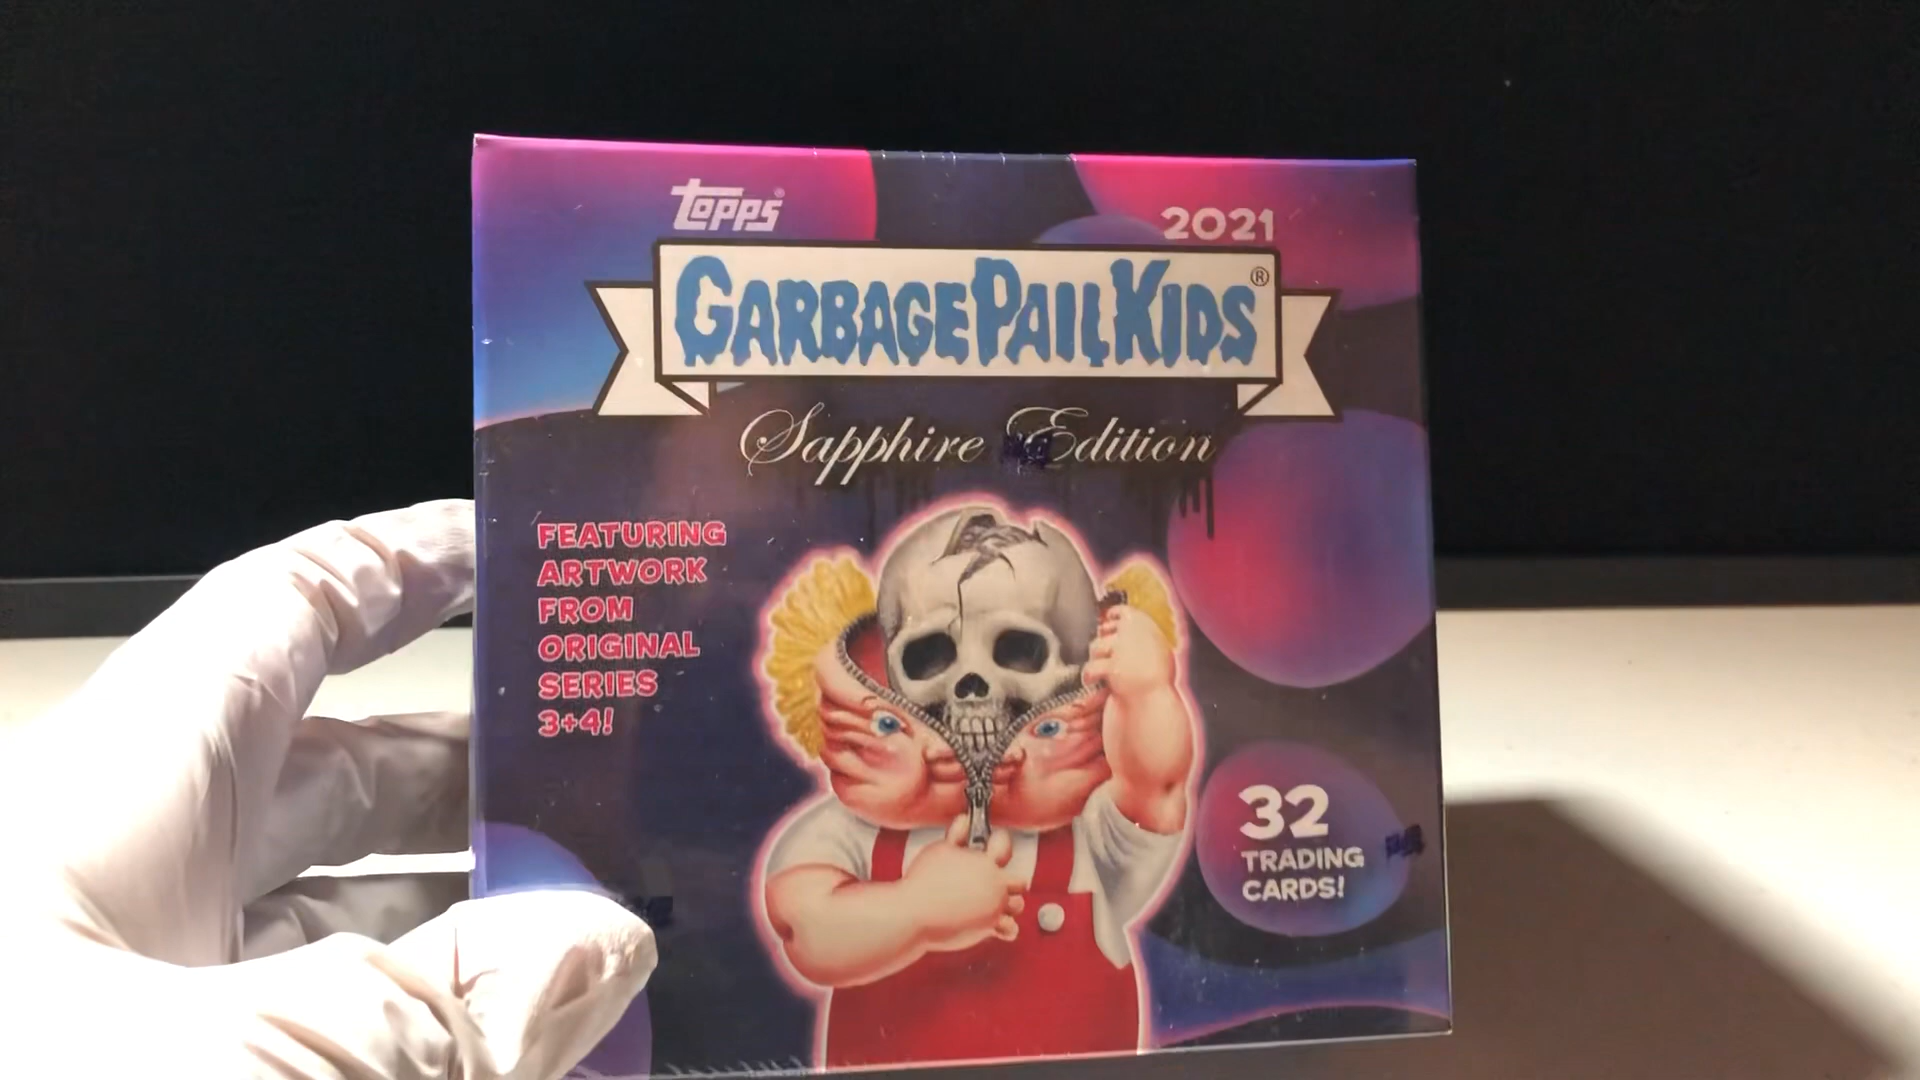 topps®
2021
GARBAGE PAIL KIDS®
Sapphire Edition
FEATURING
ARTWORK
FROM
ORIGINAL
SERIES
3+4!
32
TRADING
CARDS!